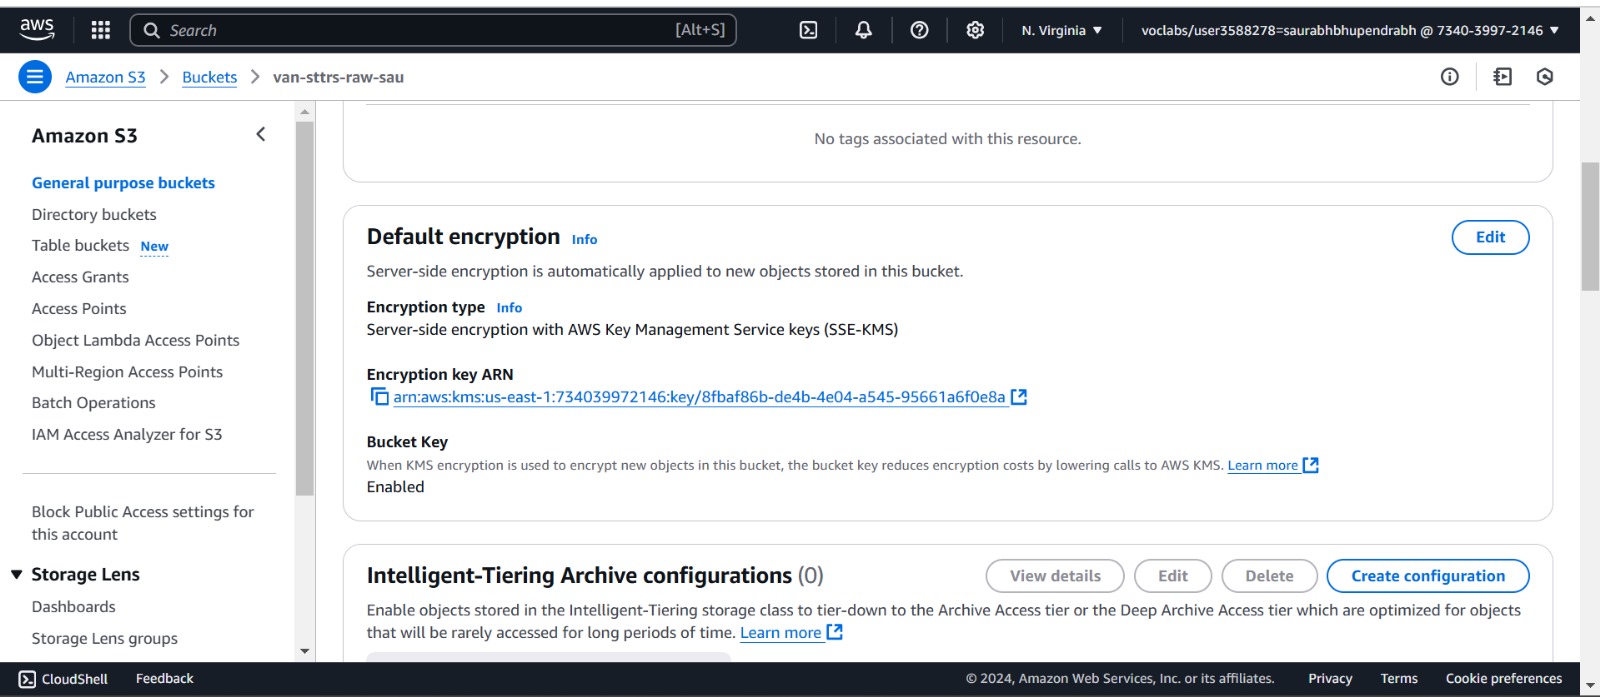 aws
Search [Alt+S]
N. Virginia ▼
voclabs/user3588278=saurabhbhupendrabh @ 7340-3997-2146 ▼
Amazon S3 > Buckets > van-sttrs-raw-sau
Amazon S3
General purpose buckets
Directory buckets
Table buckets New
Access Grants
Access Points
Object Lambda Access Points
Multi-Region Access Points
Batch Operations
IAM Access Analyzer for S3
Block Public Access settings for
this account
▼ Storage Lens
Dashboards
Storage Lens groups
No tags associated with this resource.
Default encryption Info
Edit
Server-side encryption is automatically applied to new objects stored in this bucket.
Encryption type Info
Server-side encryption with AWS Key Management Service keys (SSE-KMS)
Encryption key ARN
arn:aws:kms:us-east-1:734039972146:key/8fbaf86b-de4b-4e04-a545-95661a6f0e8a
Bucket Key
When KMS encryption is used to encrypt new objects in this bucket, the bucket key reduces encryption costs by lowering calls to AWS KMS. Learn more
Enabled
Intelligent-Tiering Archive configurations (0)
View details Edit Delete Create configuration
Enable objects stored in the Intelligent-Tiering storage class to tier-down to the Archive Access tier or the Deep Archive Access tier which are optimized for objects
that will be rarely accessed for long periods of time. Learn more
CloudShell Feedback
© 2024, Amazon Web Services, Inc. or its affiliates. Privacy Terms Cookie preferences